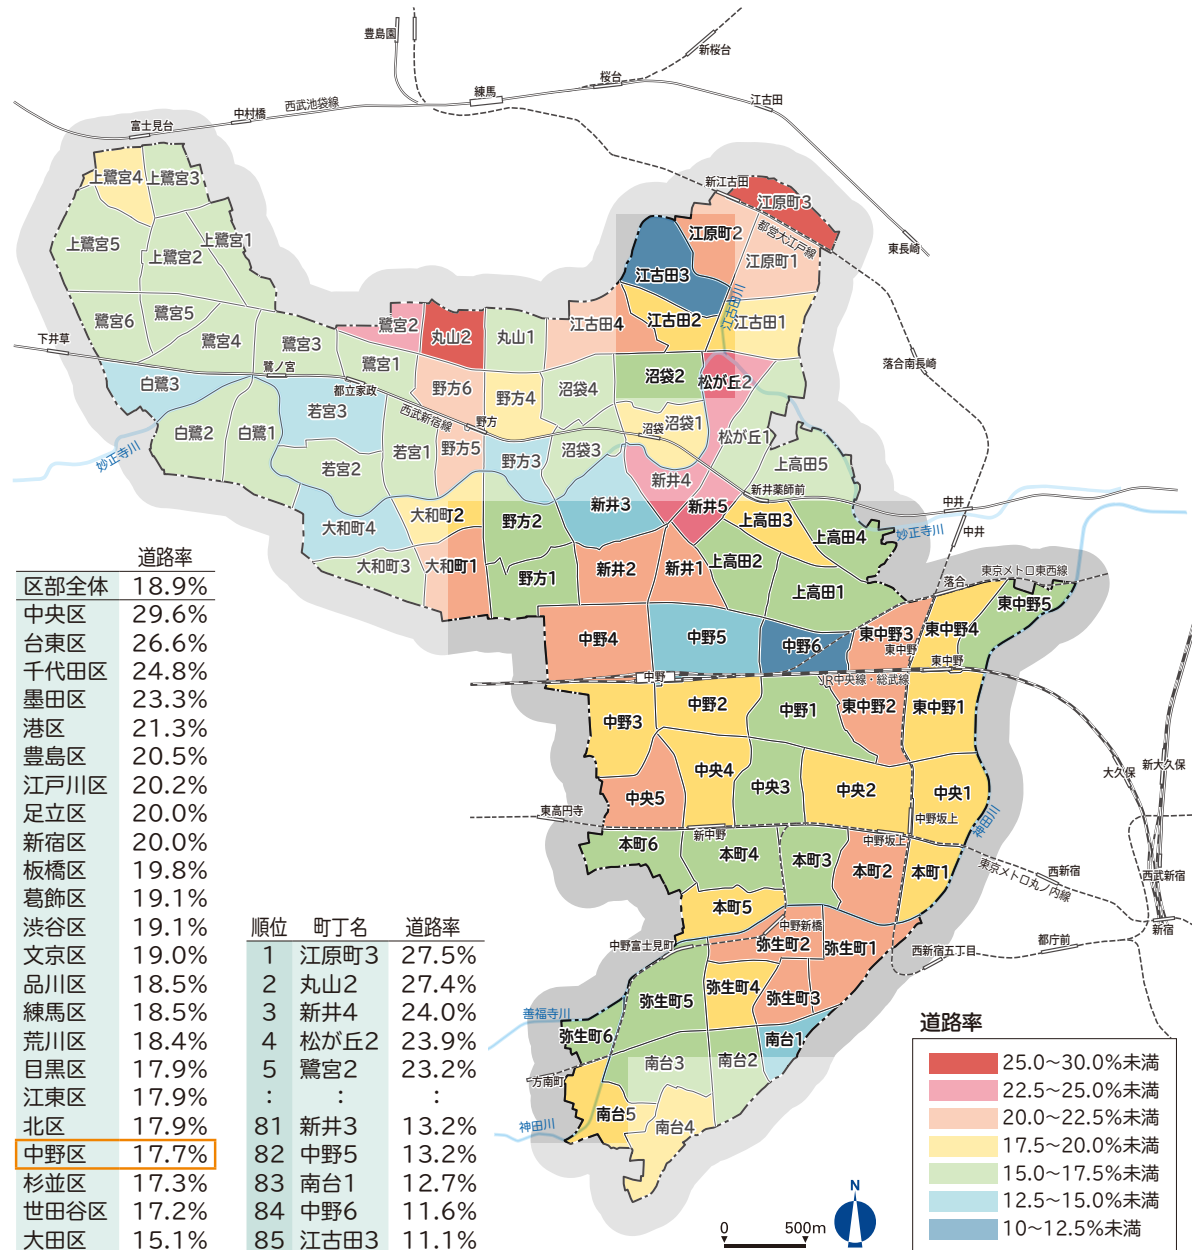 豊島園
新桜台
桜台
練馬
江古田
西武池袋線
中村橋
富士見台
上鷺宮4
上鷺宮3
新江古田
江原町3
上鷺宮5
上鷺宮1
上鷺宮2
江原町2
都営大江戸線
東長崎
江原町1
江古田3
江古田川
鷺宮6
鷺宮5
鷺宮2
江古田4
江古田2
江古田1
下井草
鷺宮4
鷺宮3
丸山2
丸山1
鷺宮1
落合南長崎
白鷺3
鷺ノ宮
都立家政
野方6
野方4
沼袋4
沼袋2
松が丘2
若宮3
西武新宿線
野方
沼袋
沼袋1
松が丘1
白鷺2
白鷺1
若宮1
野方5
野方3
沼袋3
妙正寺川
若宮2
新井4
上高田5
新井薬師前
中井
大和町4
大和町2
野方2
新井3
新井5
上高田3
上高田4
妙正寺川
中井
大和町3
大和町1
野方1
新井2
新井1
上高田2
上高田1
東京メトロ東西線
落合
東中野5
中野4
中野5
中野6
東中野3
東中野4
東中野
東中野
中野
JR中央線・総武線
中野3
中野2
中野1
東中野2
東中野1
中央4
大久保
新大久保
中央5
中央3
中央2
中央1
東高円寺
新中野
中野坂上
中野坂上
神田川
本町6
本町4
本町3
本町2
本町1
東京メトロ丸ノ内線
西新宿
西武新宿
本町5
中野新橋
新宿
中野富士見町
弥生町2
弥生町1
西新宿五丁目
都庁前
弥生町5
弥生町4
弥生町3
善福寺川
弥生町6
南台1
南台3
南台2
方南町
南台5
南台4
神田川
道路率
区部全体 18.9%
中央区 29.6%
台東区 26.6%
千代田区 24.8%
墨田区 23.3%
港区 21.3%
豊島区 20.5%
江戸川区 20.2%
足立区 20.0%
新宿区 20.0%
板橋区 19.8%
葛飾区 19.1%
渋谷区 19.1%
文京区 19.0%
品川区 18.5%
練馬区 18.5%
荒川区 18.4%
目黒区 17.9%
江東区 17.9%
北区 17.9%
中野区 17.7%
杉並区 17.3%
世田谷区 17.2%
大田区 15.1%
順位 町丁名 道路率
1 江原町3 27.5%
2 丸山2 27.4%
3 新井4 24.0%
4 松が丘2 23.9%
5 鷺宮2 23.2%
: : :
81 新井3 13.2%
82 中野5 13.2%
83 南台1 12.7%
84 中野6 11.6%
85 江古田3 11.1%
道路率
25.0～30.0%未満
22.5～25.0%未満
20.0～22.5%未満
17.5～20.0%未満
15.0～17.5%未満
12.5～15.0%未満
10～12.5%未満
N
0 500m